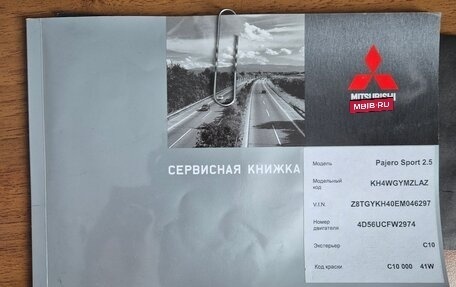 MITSUBISHI
MBIB.RU
СЕРВИСНАЯ КНИЖКА
Модель Pajero Sport 2.5
Модельный
код KH4WGYMZLAZ
V.I.N. Z8TGYKH40EM046297
Номер
двигателя 4D56UCFW2974
Экстерьер C10
Код краски C10 000 41W